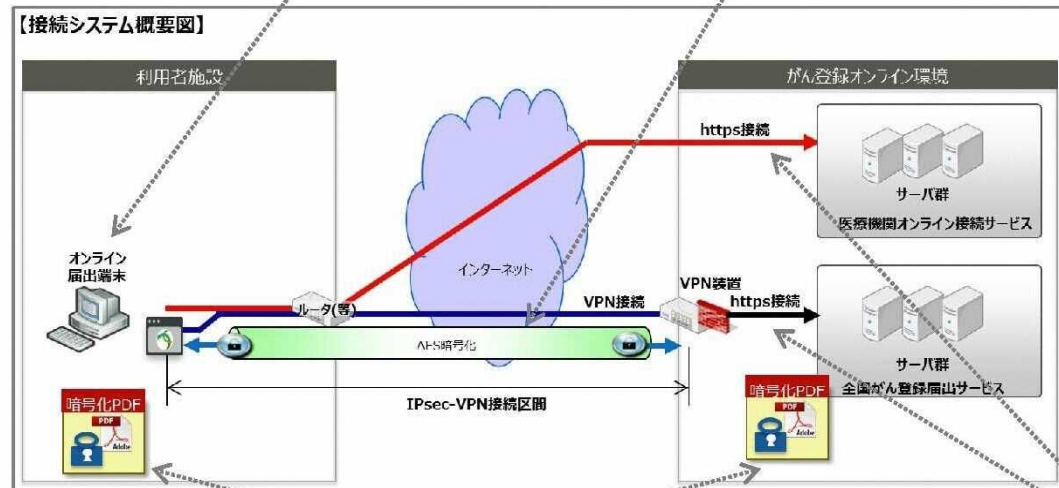 【接続システム概要図】
利用者施設
がん登録オンライン環境
https接続
サーバ群
医療機関オンライン接続サービス
オンライン
届出端末
インターネット
ルータ(等)
VPN接続
VPN装置
https接続
AES暗号化
サーバ群
全国がん登録届出サービス
IPsec-VPN接続区間
暗号化PDF
PDF
Adobe
暗号化PDF
PDF
Adobe